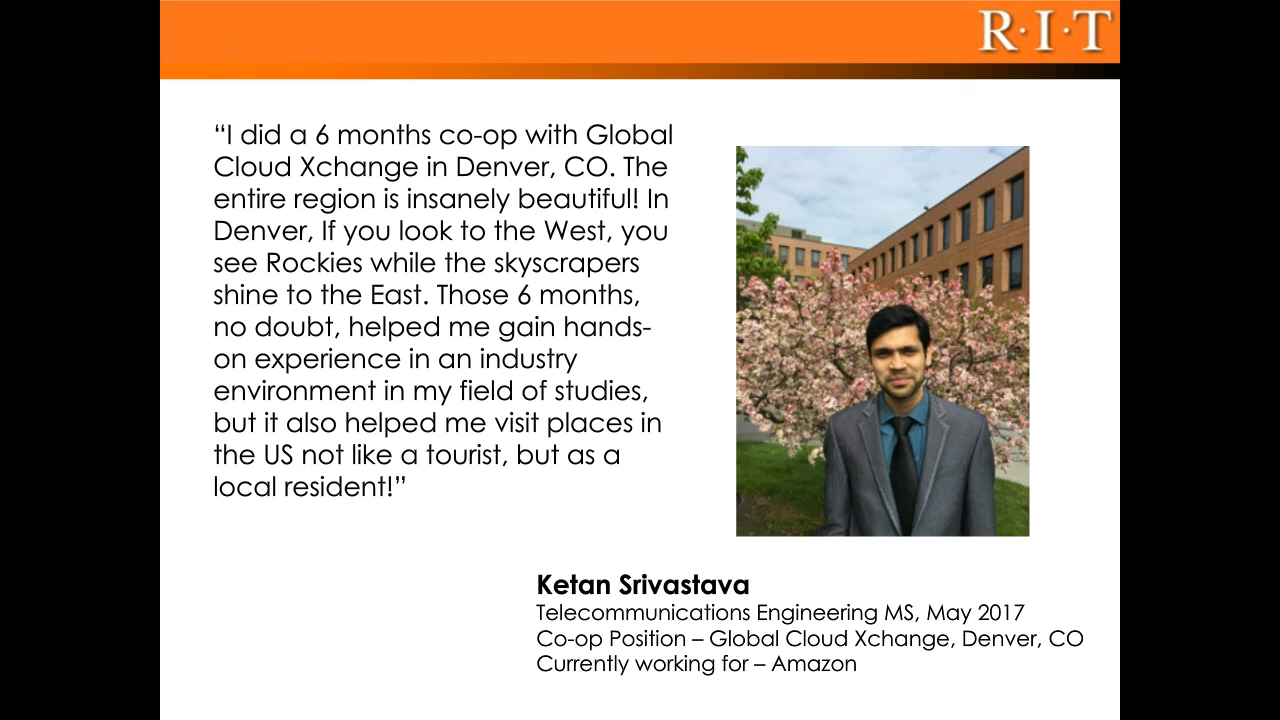 R·I·T
“I did a 6 months co-op with Global
Cloud Xchange in Denver, CO. The
entire region is insanely beautiful! In
Denver, If you look to the West, you
see Rockies while the skyscrapers
shine to the East. Those 6 months,
no doubt, helped me gain hands-
on experience in an industry
environment in my field of studies,
but it also helped me visit places in
the US not like a tourist, but as a
local resident!”
Ketan Srivastava
Telecommunications Engineering MS, May 2017
Co-op Position – Global Cloud Xchange, Denver, CO
Currently working for – Amazon